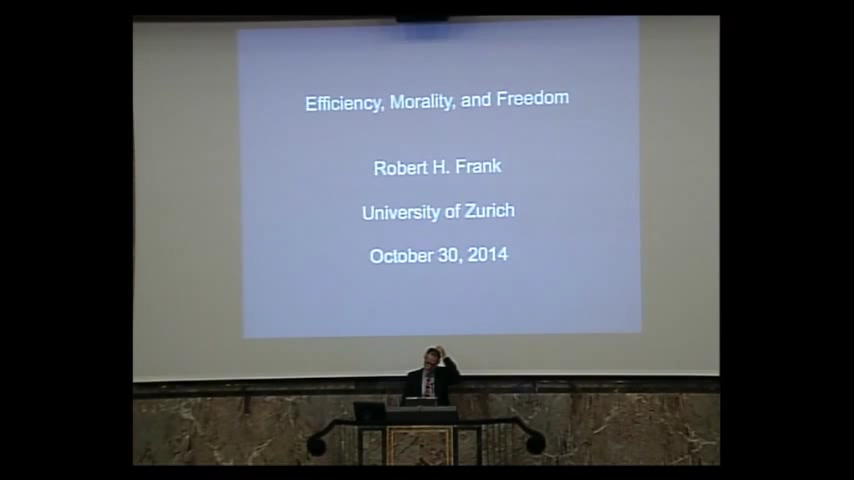 Efficiency, Morality, and Freedom
Robert H. Frank
University of Zurich
October 30, 2014